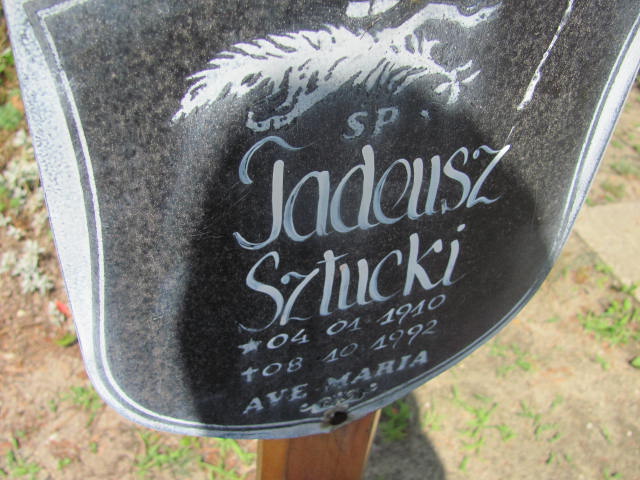 SP.
Tadeusz
Sztucki
★04.01.1910
✝08.10.1992
AVE MARIA